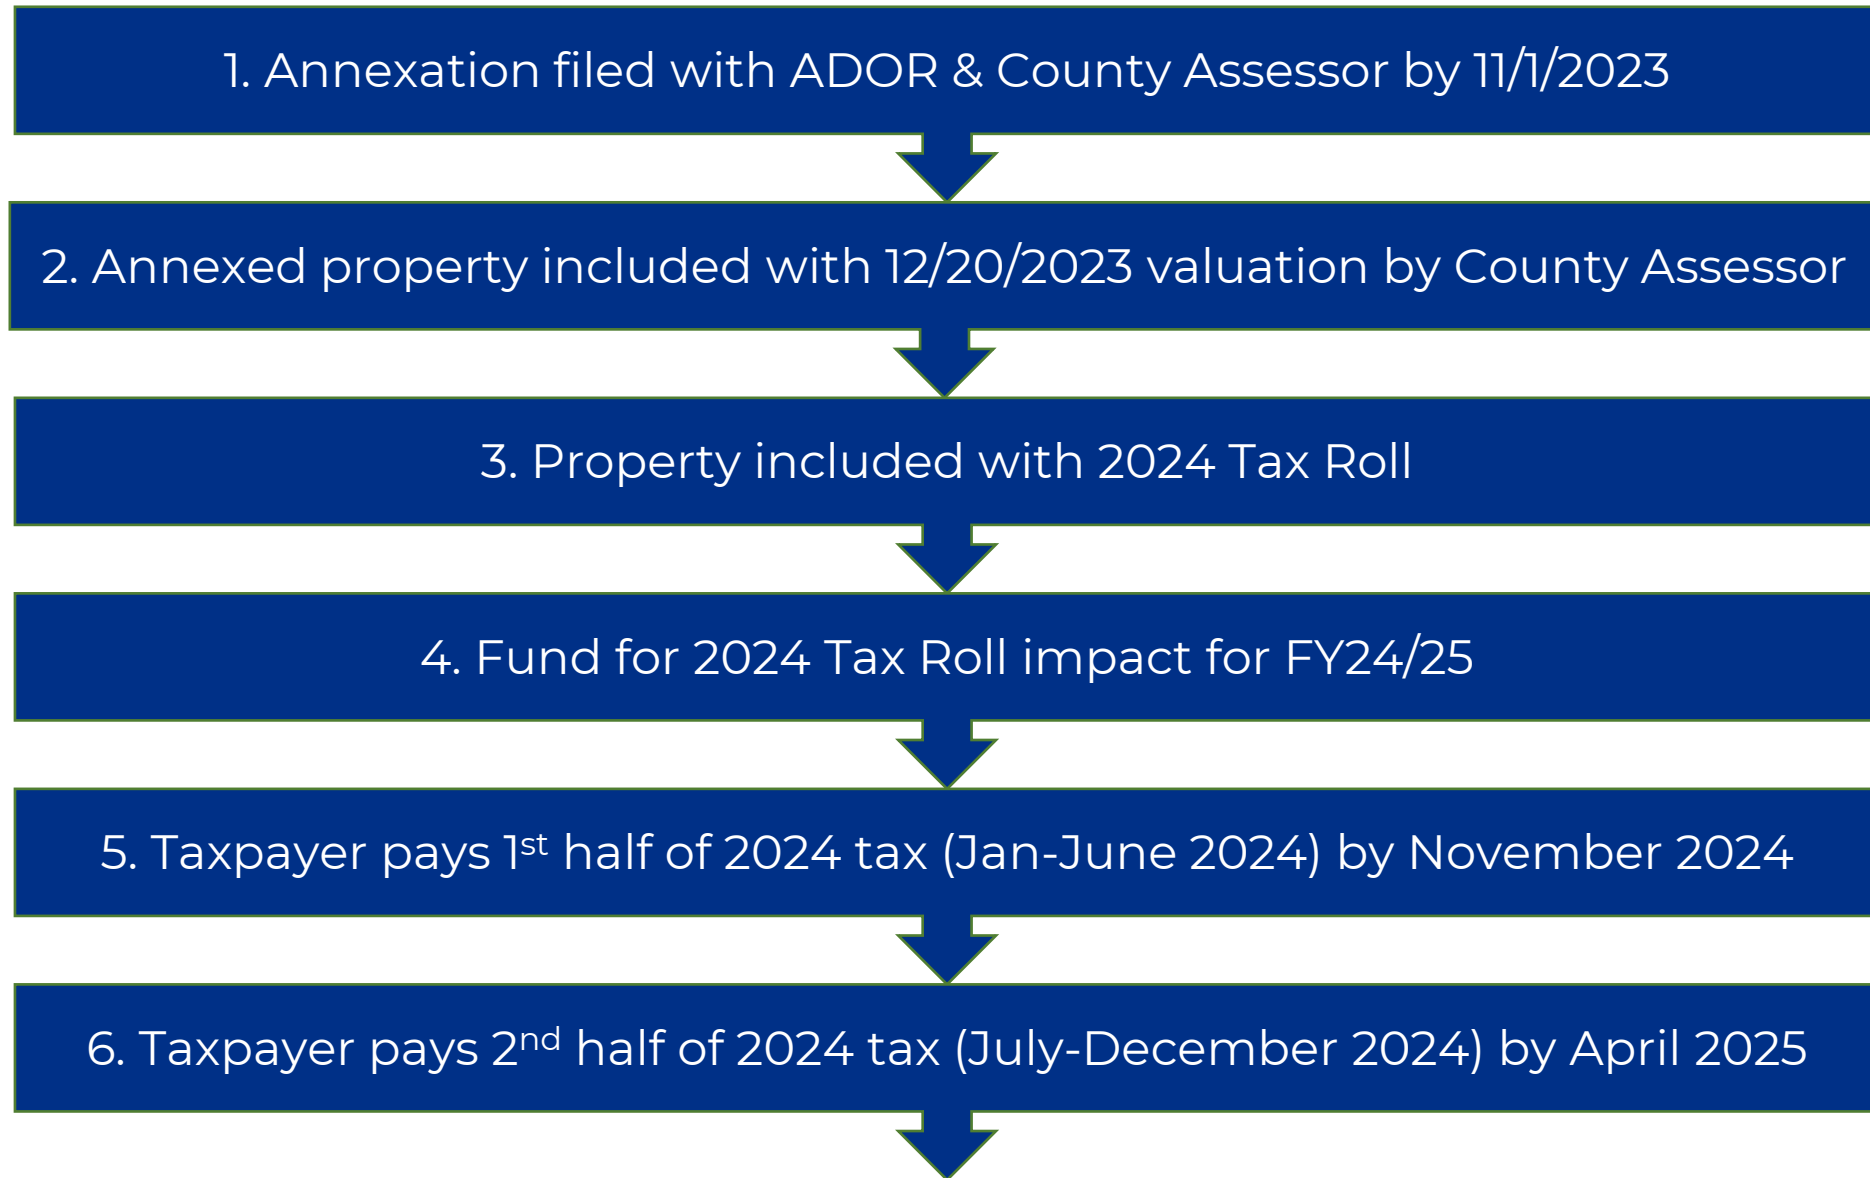 1. Annexation filed with ADOR & County Assessor by 11/1/2023
2. Annexed property included with 12/20/2023 valuation by County Assessor
3. Property included with 2024 Tax Roll
4. Fund for 2024 Tax Roll impact for FY24/25
5. Taxpayer pays 1st half of 2024 tax (Jan-June 2024) by November 2024
6. Taxpayer pays 2nd half of 2024 tax (July-December 2024) by April 2025